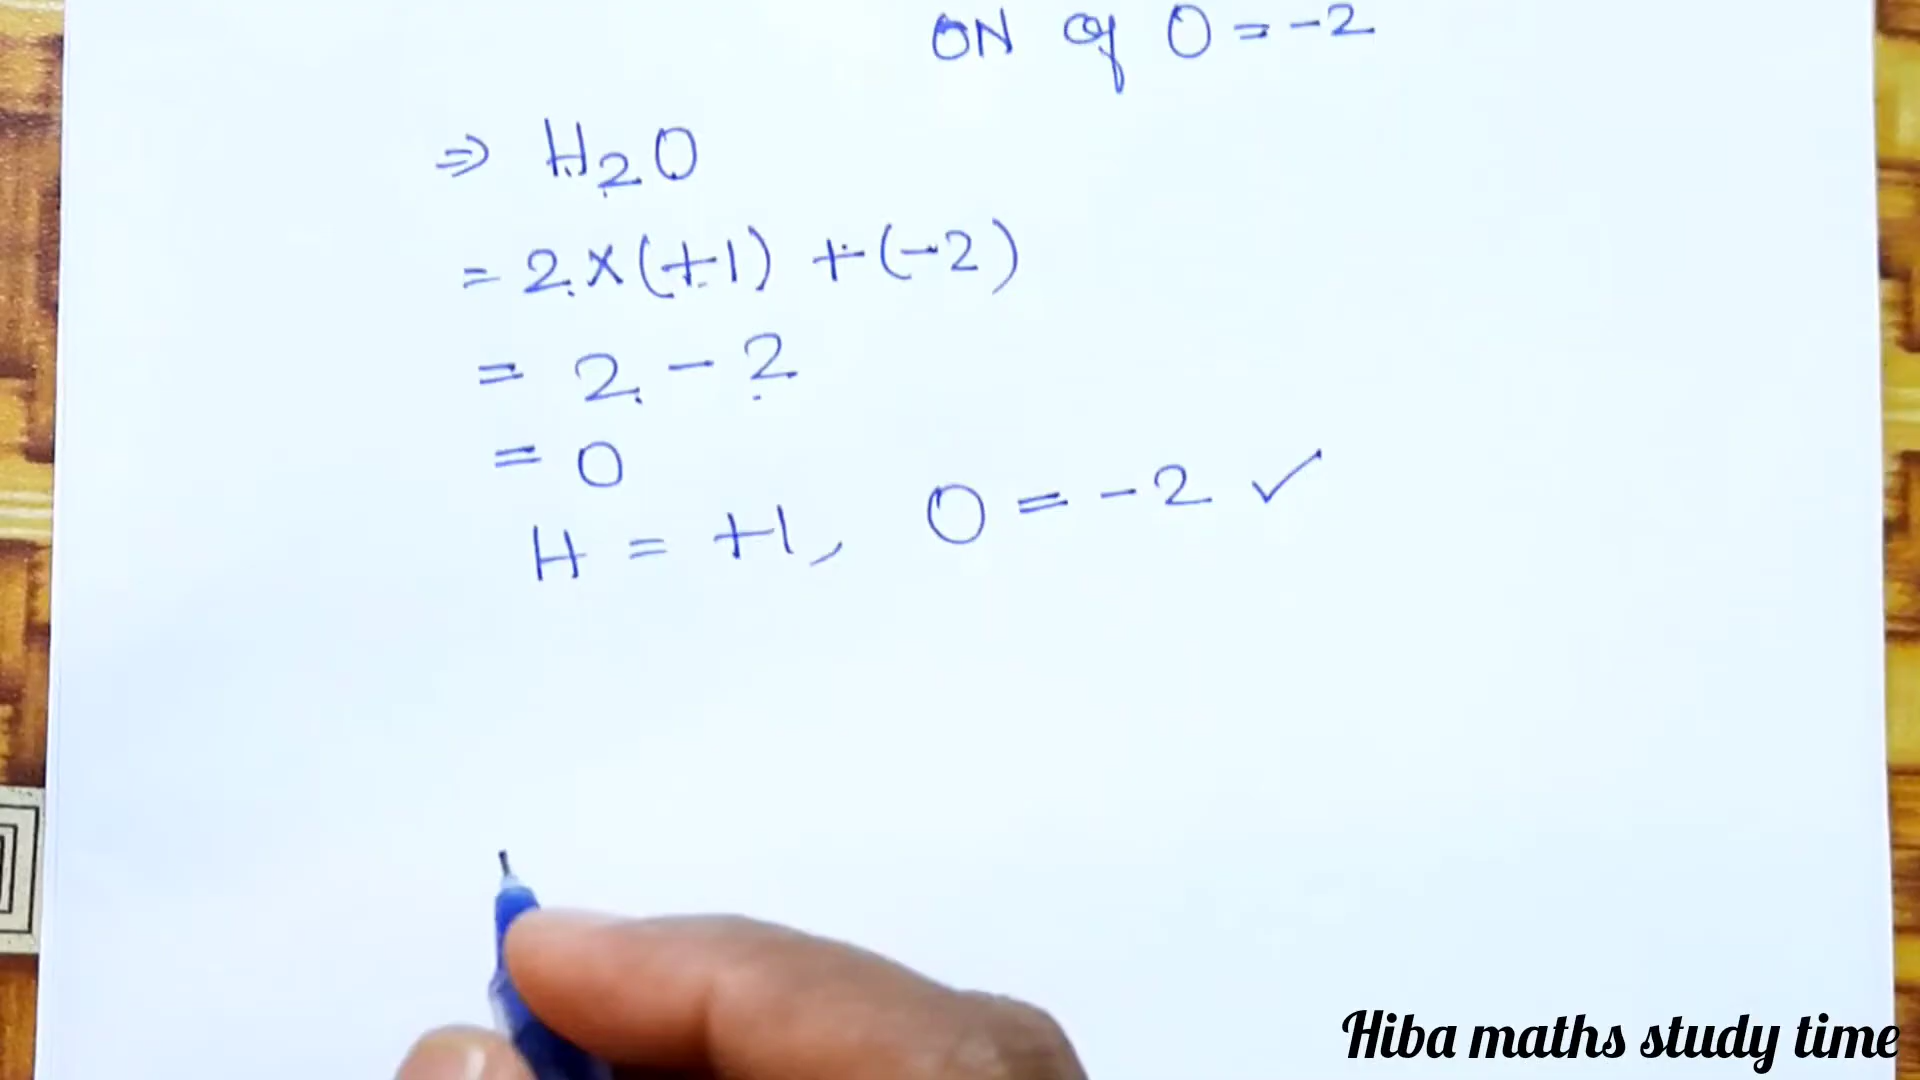 ON of O = -2
⇒ H₂O
= 2 × (+1) + (-2)
= 2 - 2
= 0
H = +1, O = -2 ✓
Hiba maths study time